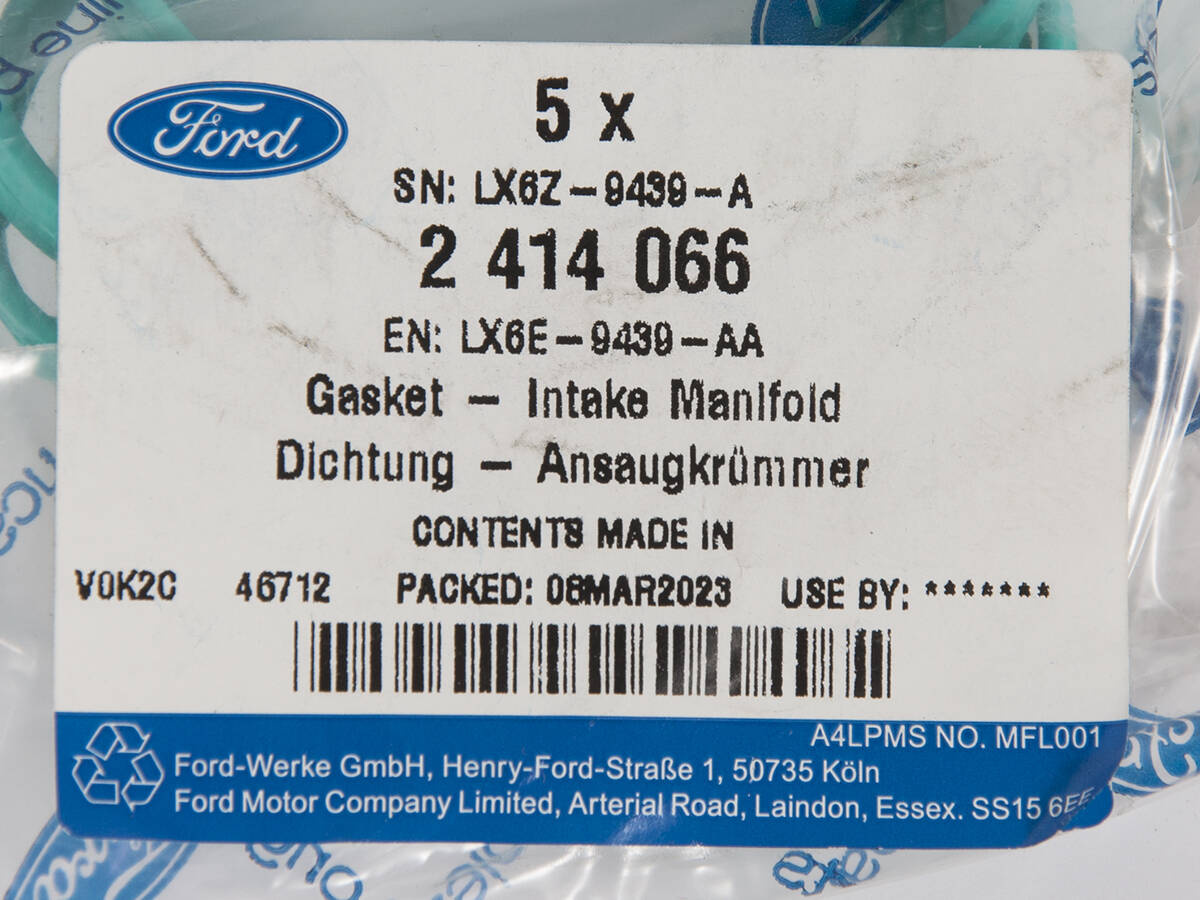 Ford
5 x
SN: LX6Z-9439-A
2 414 066
EN: LX6E-9439-AA
Gasket - Intake Manifold
Dichtung - Ansaugkrümmer
CONTENTS MADE IN
V0K2C 46712 PACKED: 08MAR2023 USE BY: *******
A4LPMS NO. MFL001
Ford-Werke GmbH, Henry-Ford-Straße 1, 50735 Köln
Ford Motor Company Limited, Arterial Road, Laindon, Essex. SS15 6EE.